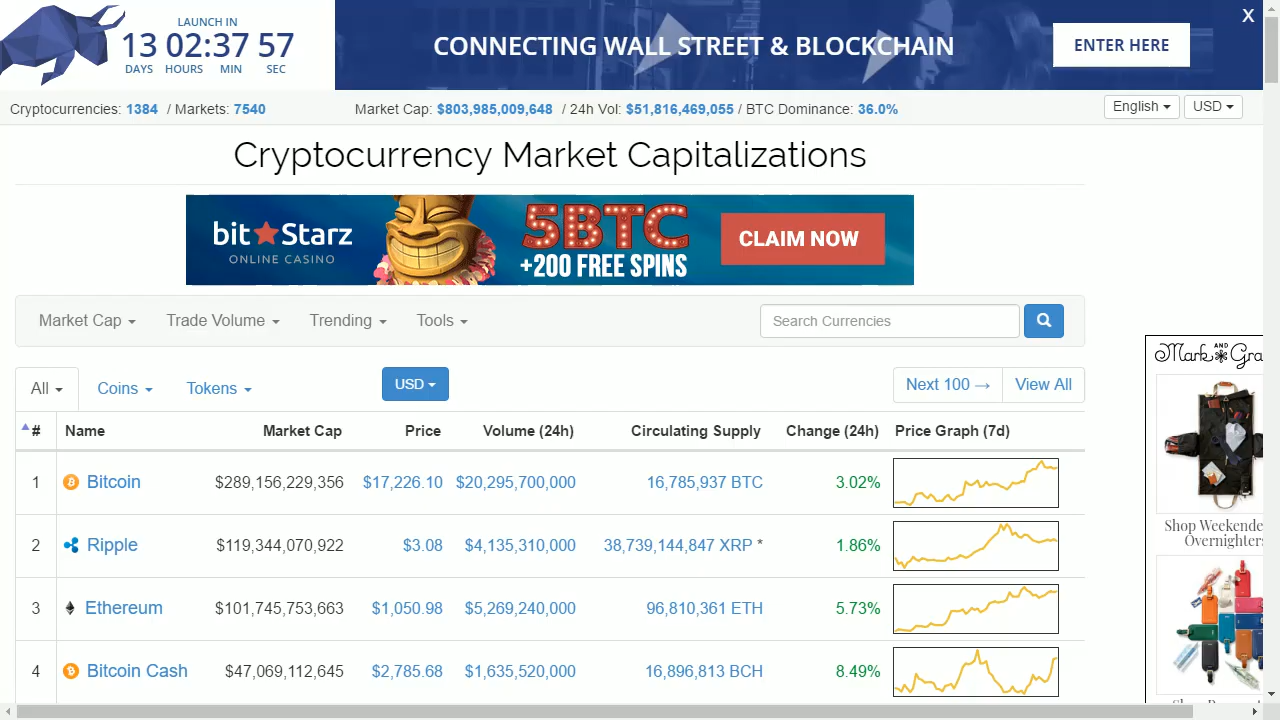 LAUNCH IN
13 02:37 57
DAYS HOURS MIN SEC
CONNECTING WALL STREET & BLOCKCHAIN
ENTER HERE
X
Cryptocurrencies: 1384 / Markets: 7540
Market Cap: $803,985,009,648 / 24h Vol: $51,816,469,055 / BTC Dominance: 36.0%
English
USD
Cryptocurrency Market Capitalizations
bitStarz
ONLINE CASINO
5BTC
+200 FREE SPINS
CLAIM NOW
Market Cap Trade Volume Trending Tools
Search Currencies
All Coins Tokens USD Next 100 → View All
# Name Market Cap Price Volume (24h) Circulating Supply Change (24h) Price Graph (7d)
1 Bitcoin $289,156,229,356 $17,226.10 $20,295,700,000 16,785,937 BTC 3.02%
2 Ripple $119,344,070,922 $3.08 $4,135,310,000 38,739,144,847 XRP * 1.86%
3 Ethereum $101,745,753,663 $1,050.98 $5,269,240,000 96,810,361 ETH 5.73%
4 Bitcoin Cash $47,069,112,645 $2,785.68 $1,635,520,000 16,896,813 BCH 8.49%
Mark AND Gra
Shop Weekende
Overnighters